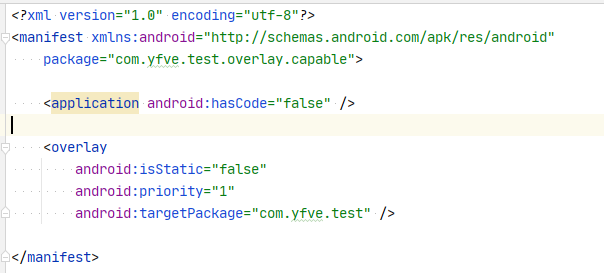 <?xml version="1.0" encoding="utf-8"?>
<manifest xmlns:android="http://schemas.android.com/apk/res/android"
    package="com.yfve.test.overlay.capable">
    <application android:hasCode="false" />
    <overlay
        android:isStatic="false"
        android:priority="1"
        android:targetPackage="com.yfve.test" />
</manifest>